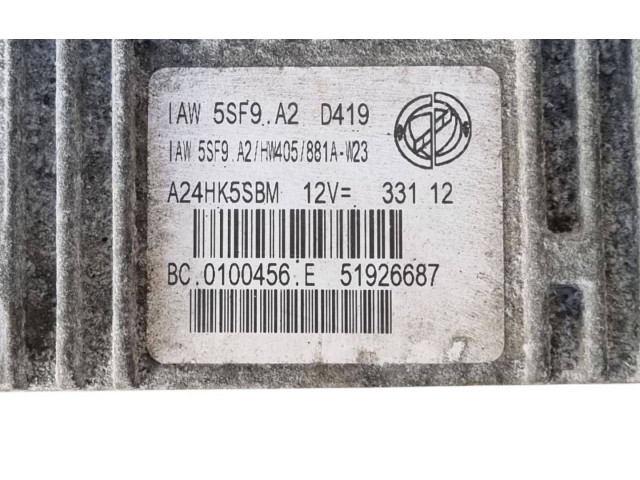 IAW 5SF9.A2 D419
IAW 5SF9.A2/HW405/881A-W23
A24HK5SBM 12V= 331 12
BC.0100456.E 51926687